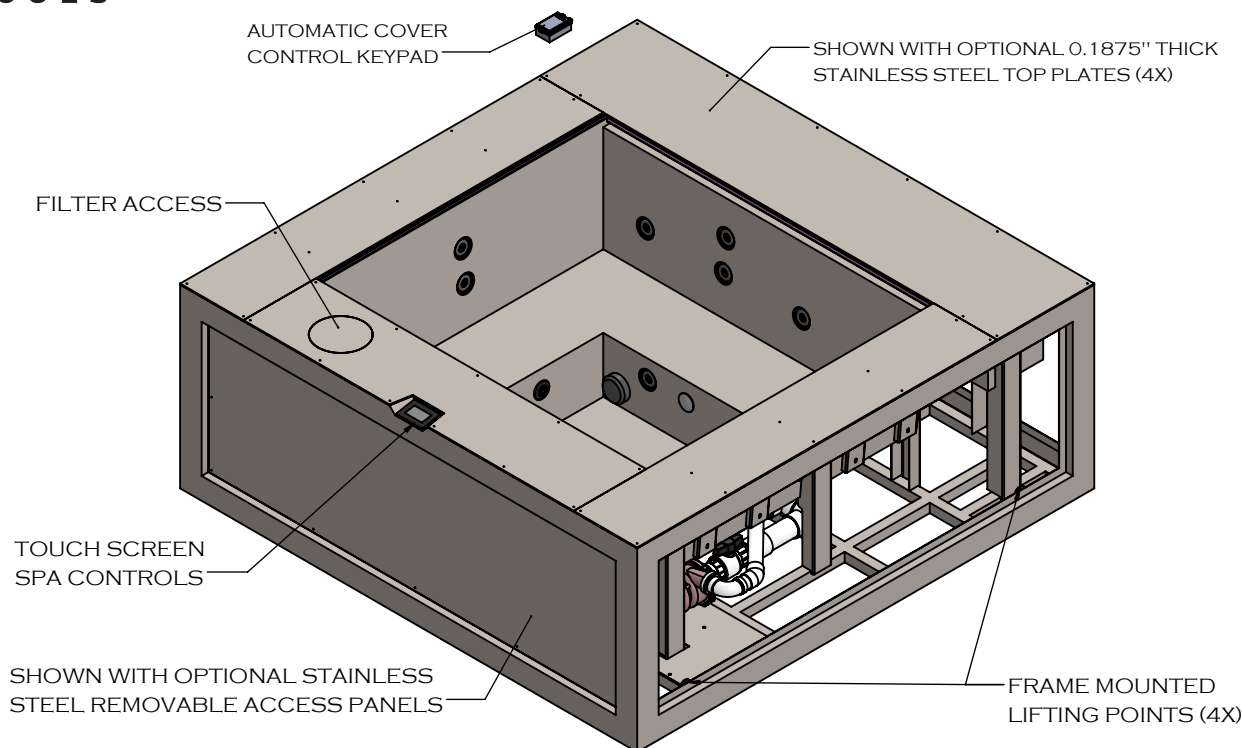 AUTOMATIC COVER
CONTROL KEYPAD
SHOWN WITH OPTIONAL 0.1875" THICK
STAINLESS STEEL TOP PLATES (4X)
FILTER ACCESS
TOUCH SCREEN
SPA CONTROLS
SHOWN WITH OPTIONAL STAINLESS
STEEL REMOVABLE ACCESS PANELS
FRAME MOUNTED
LIFTING POINTS (4X)